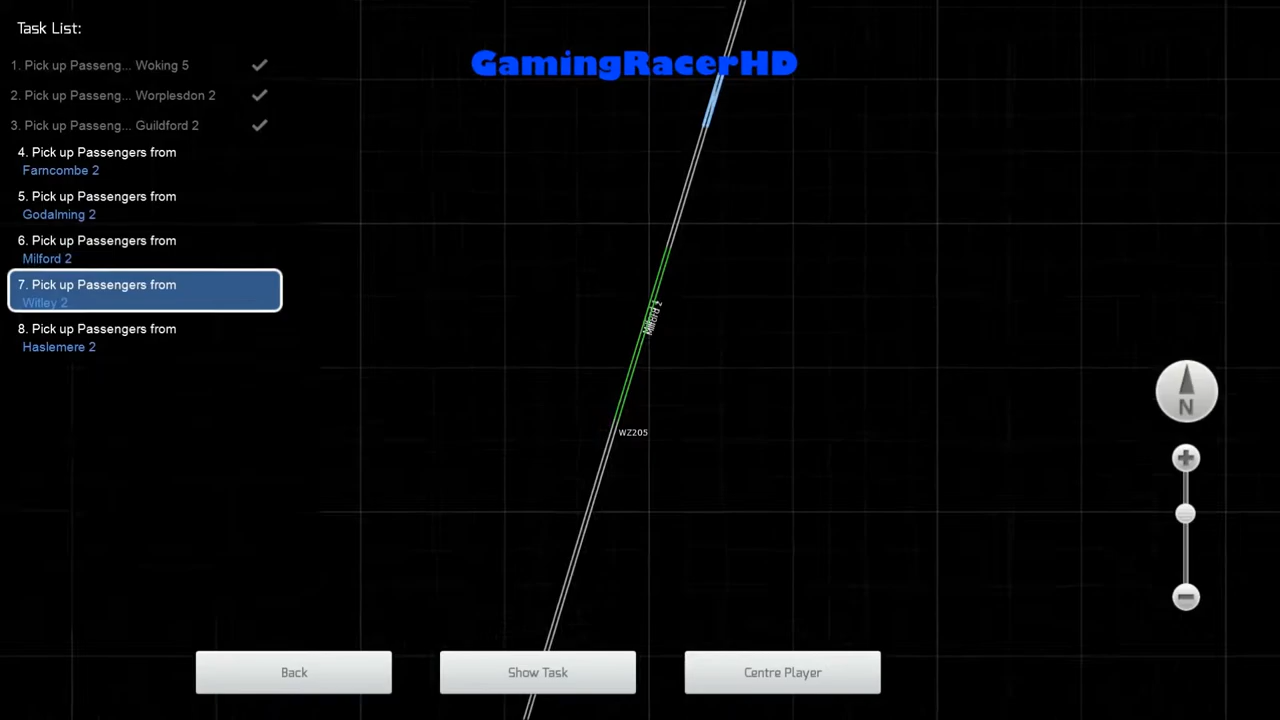 Task List:
GamingRacerHD
1. Pick up Passeng... Woking 5
2. Pick up Passeng... Worplesdon 2
3. Pick up Passeng... Guildford 2
4. Pick up Passengers from
Farncombe 2
5. Pick up Passengers from
Godalming 2
6. Pick up Passengers from
Milford 2
7. Pick up Passengers from
Witley 2
8. Pick up Passengers from
Haslemere 2
Milford 2
WZ205
N
Back
Show Task
Centre Player